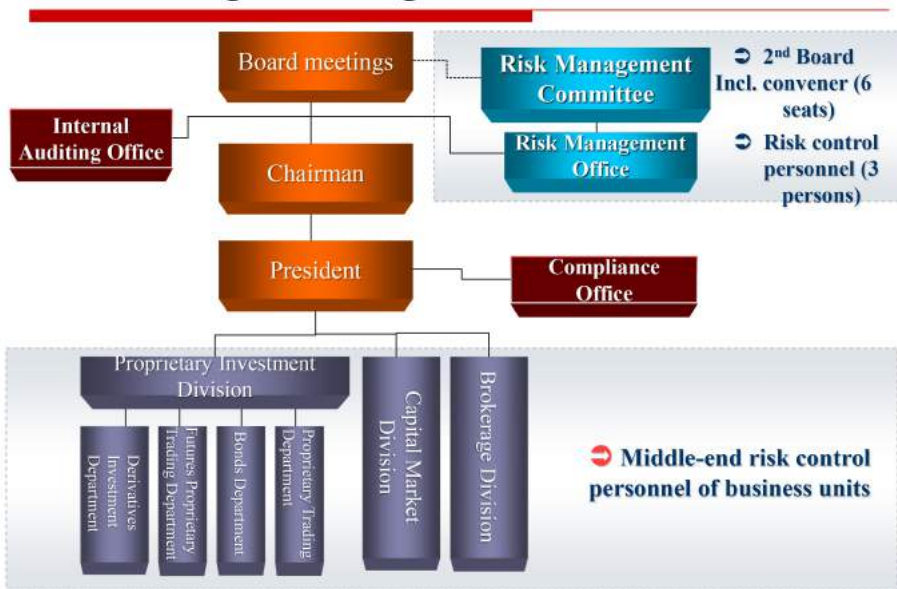 Board meetings
Risk Management
Committee
➲ 2nd Board
Incl. convener (6
seats)
Internal
Auditing Office
Risk Management
Office
➲ Risk control
personnel (3
persons)
Chairman
President
Compliance
Office
Proprietary Investment
Division
Capital Market
Division
Brokerage Division
Derivatives
Investment
Department
Futures Proprietary
Trading Department
Bonds Department
Proprietary Trading
Department
➲ Middle-end risk control
personnel of business units